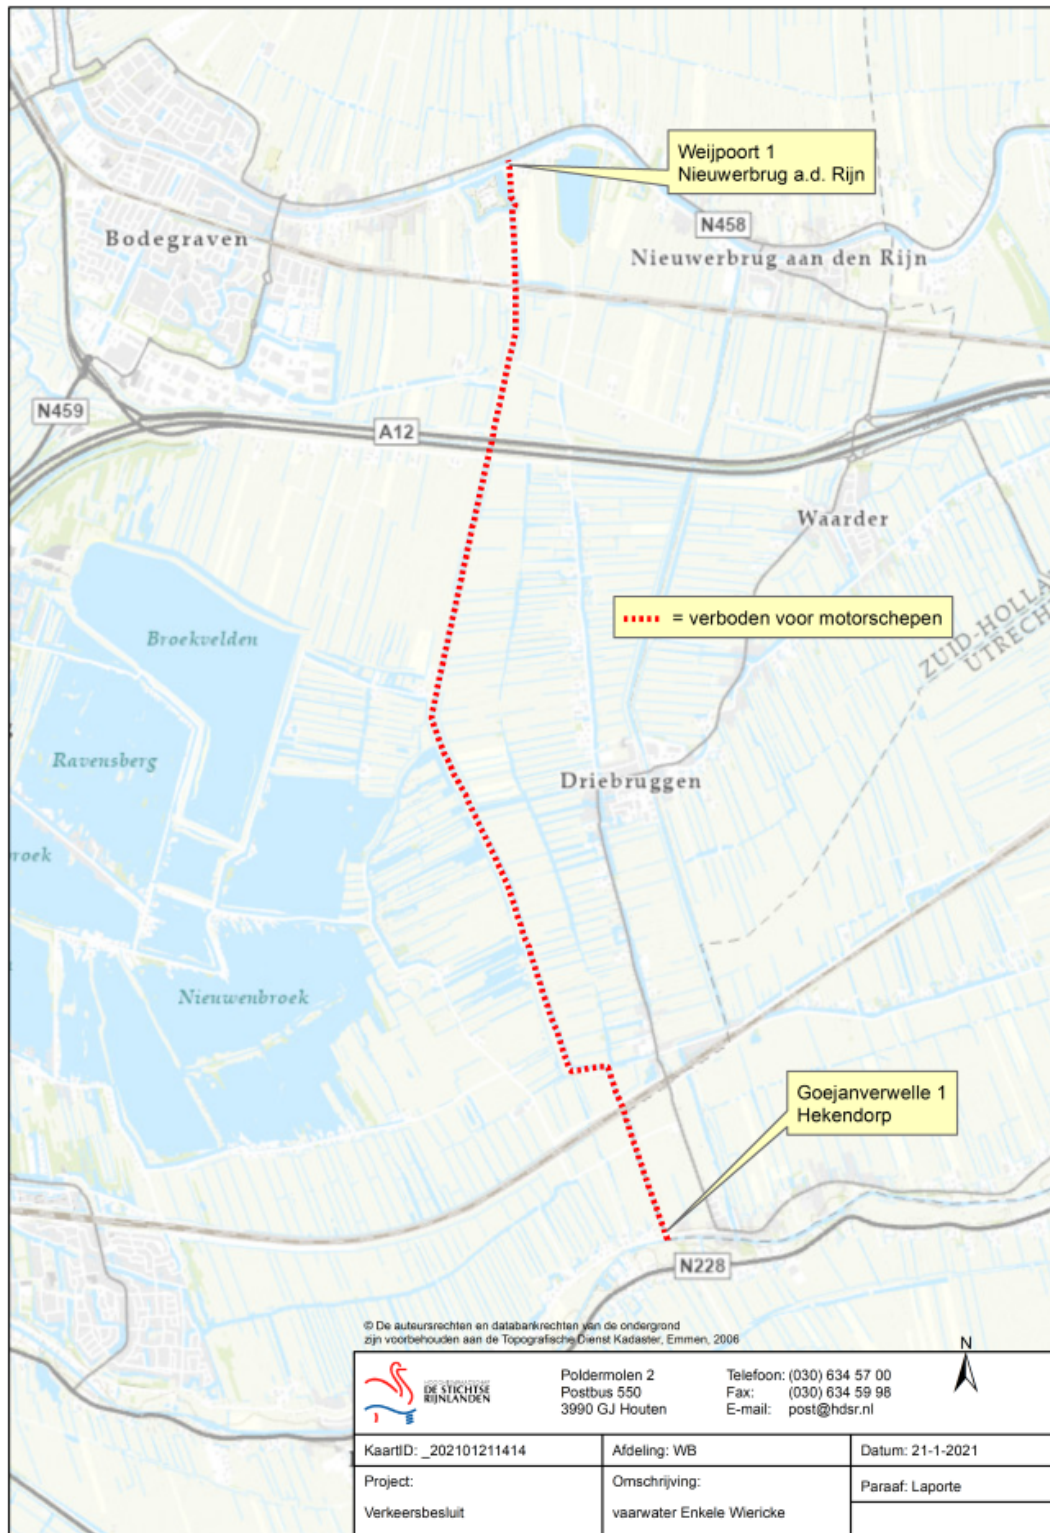 Weijpoort 1
Nieuwerbrug a.d. Rijn
Bodegraven
N458
Nieuwerbrug aan den Rijn
N459
A12
Waarder
= verboden voor motorschepen
Broekvelden
ZUID-HOLLA
UTRECH
Ravensberg
Driebruggen
roek
Nieuwenbroek
Goejanverwelle 1
Hekendorp
N228
© De auteursrechten en databankrechten van de ondergrond
zijn voorbehouden aan de Topografische Dienst Kadaster, Emmen, 2006
N
DE STICHTSE
RIJNLANDEN
Poldermolen 2
Postbus 550
3990 GJ Houten
Telefoon: (030) 634 57 00
Fax: (030) 634 59 98
E-mail: post@hdsr.nl
KaartID: _202101211414
Afdeling: WB
Datum: 21-1-2021
Project:
Verkeersbesluit
Omschrijving:
vaarwater Enkele Wiericke
Paraaf: Laporte